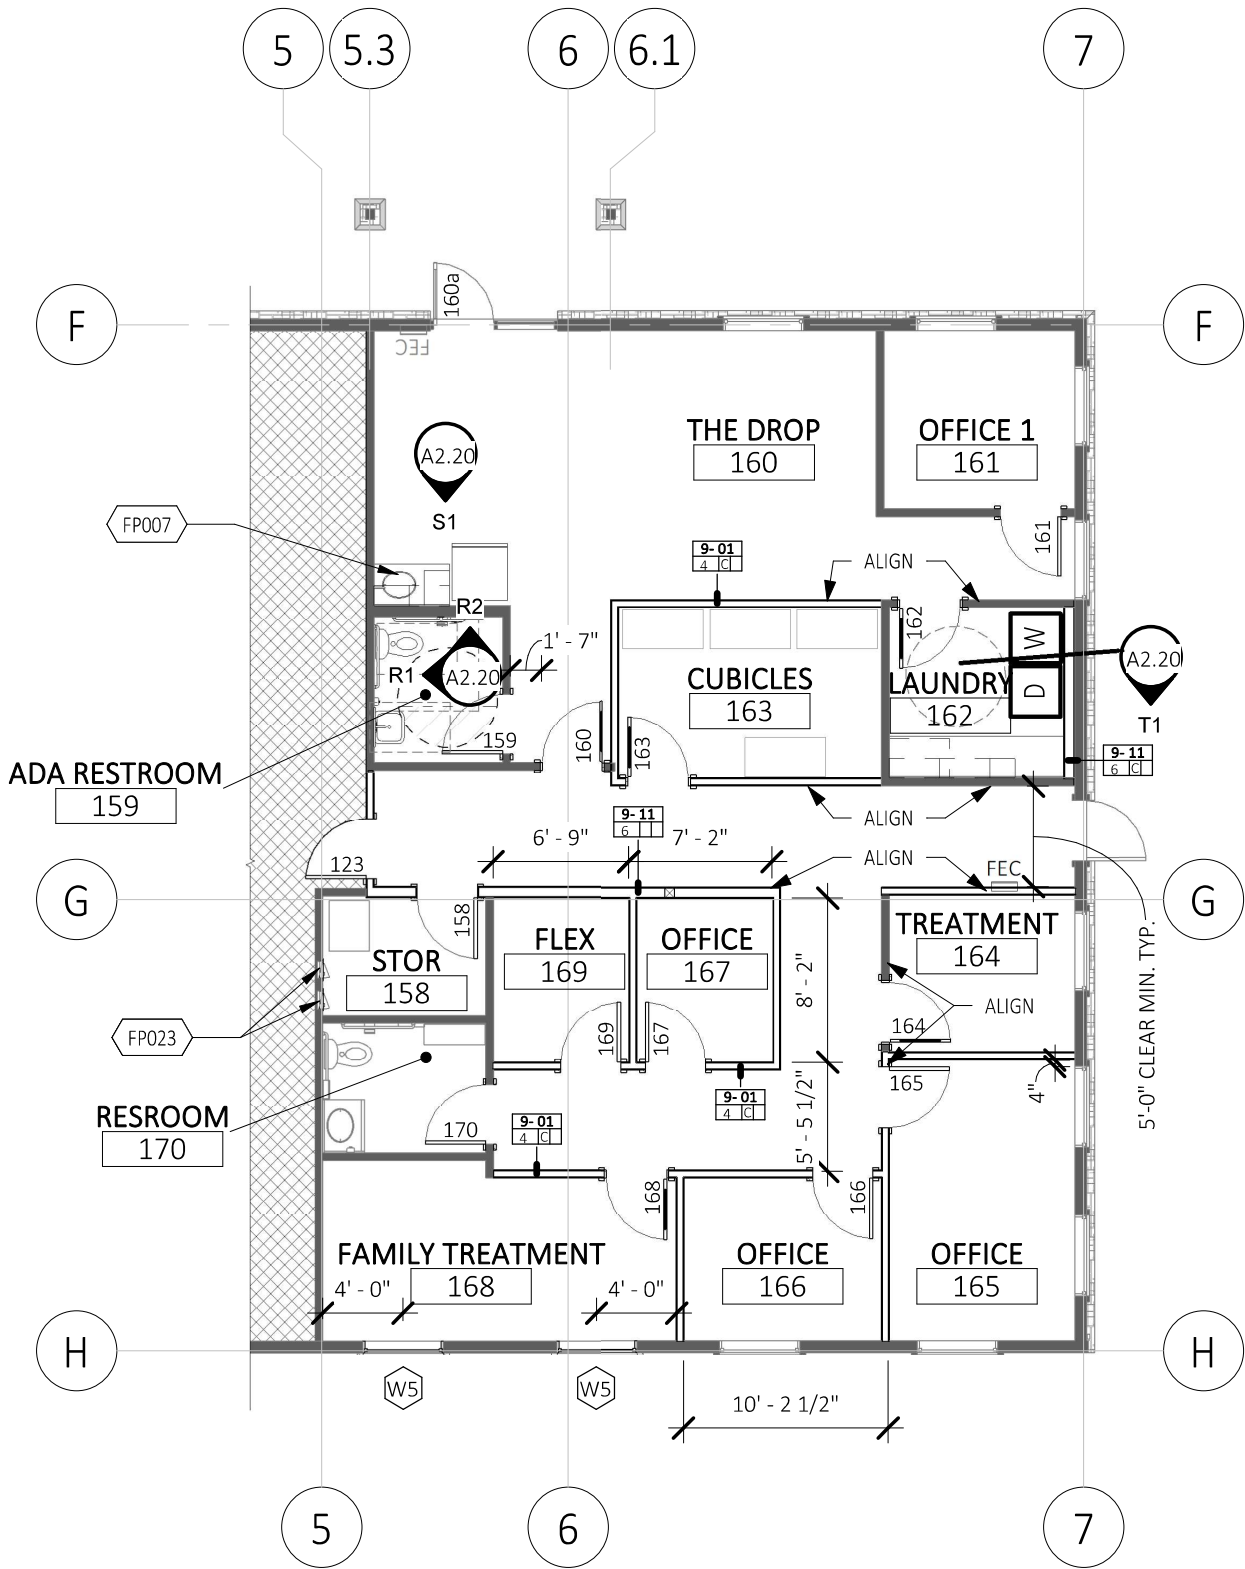 5
5.3
6
6.1
7
F
160a
F
FEC
THE DROP
160
OFFICE 1
161
A2.20
S1
FP007
161
9-01
4 C
ALIGN
R2
1' - 7"
162
W
R1
A2.20
CUBICLES
163
LAUNDRY
162
D
A2.20
T1
159
160
163
9-11
6 C
ADA RESTROOM
159
9-11
6
ALIGN
6' - 9"
7' - 2"
ALIGN
123
FEC
G
G
158
STOR
158
FLEX
169
OFFICE
167
TREATMENT
164
8' - 2"
ALIGN
5'-0" CLEAR MIN. TYP.
FP023
169
167
164
165
4"
9-01
4 C
RESROOM
170
170
9-01
4 C
5' - 5 1/2"
168
166
FAMILY TREATMENT
168
OFFICE
166
OFFICE
165
4' - 0"
4' - 0"
H
H
W5
W5
10' - 2 1/2"
5
6
7